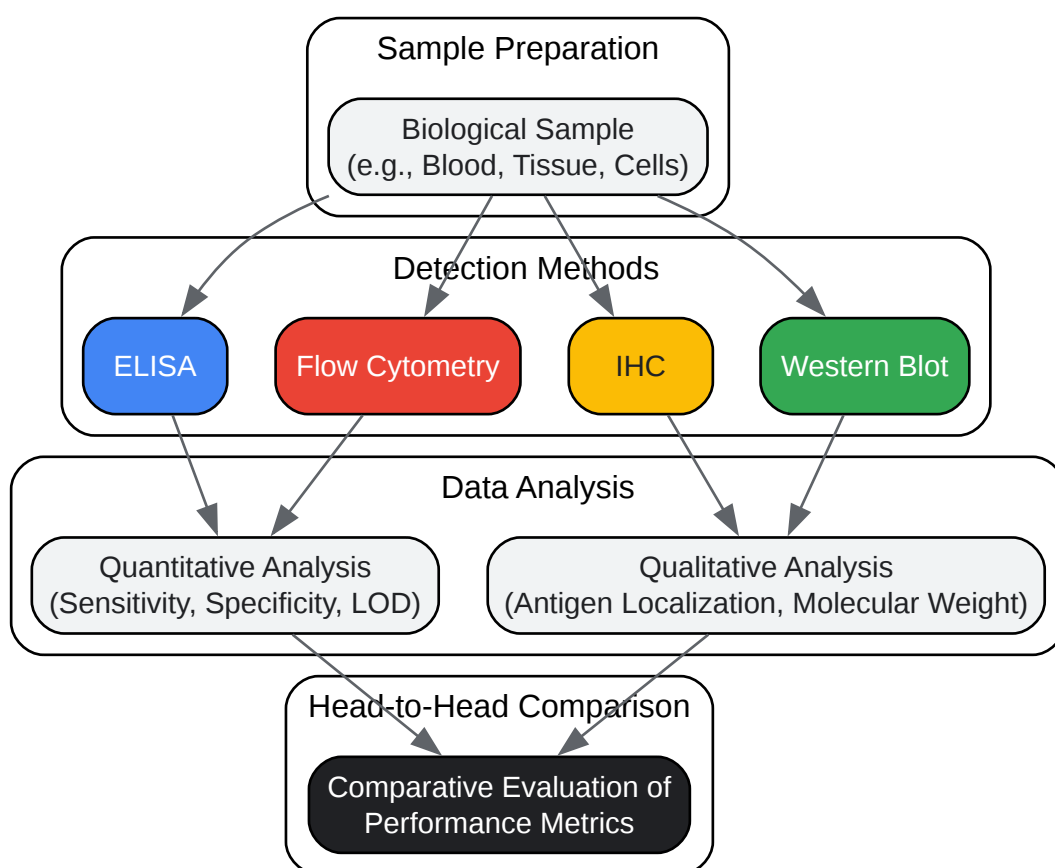 Sample Preparation
Biological Sample
(e.g., Blood, Tissue, Cells)
Detection Methods
ELISA
Flow Cytometry
IHC
Western Blot
Data Analysis
Quantitative Analysis
(Sensitivity, Specificity, LOD)
Qualitative Analysis
(Antigen Localization, Molecular Weight)
Head-to-Head Comparison
Comparative Evaluation of
Performance Metrics